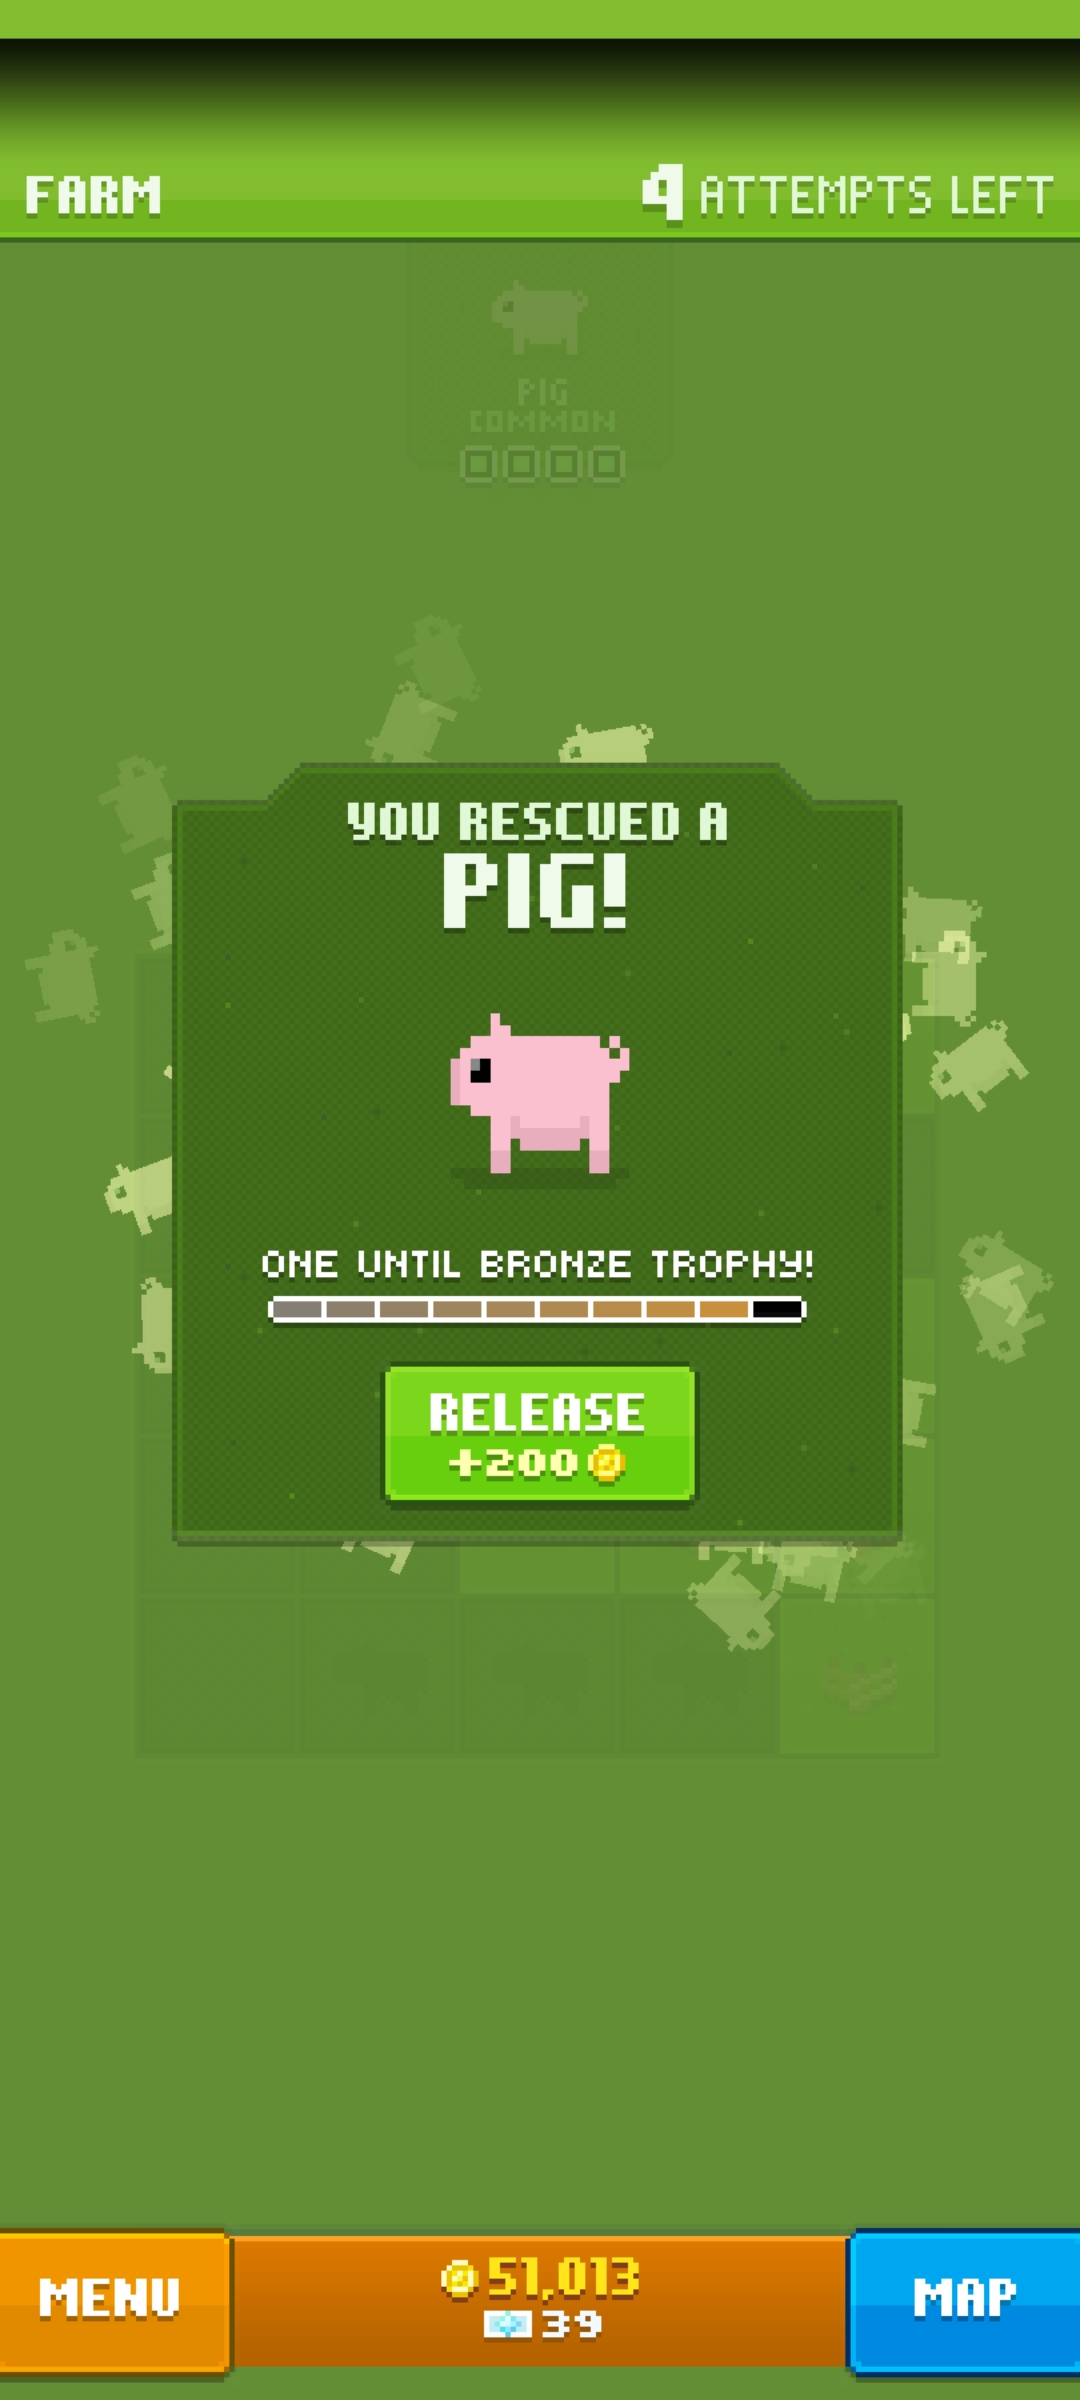 FARM
4 ATTEMPTS LEFT
PIG
COMMON
YOU RESCUED A
PIG!
ONE UNTIL BRONZE TROPHY!
RELEASE
+200
MENU
51,013
39
MAP